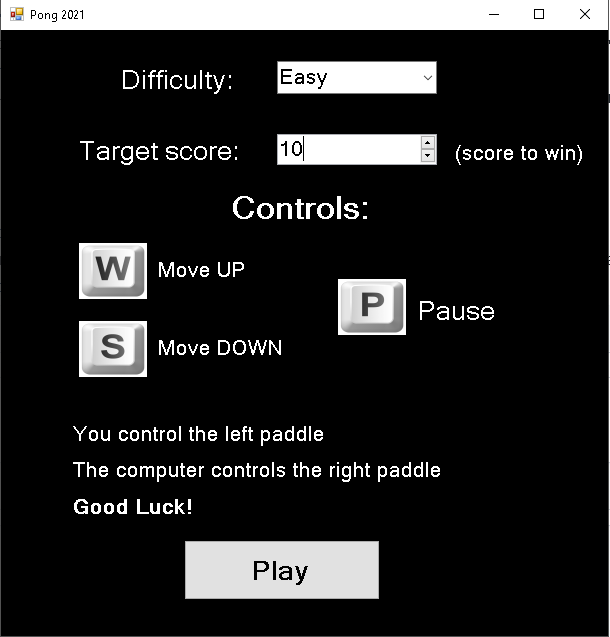 Pong 2021
Difficulty: Easy
Target score: 10 (score to win)
Controls:
W Move UP
P Pause
S Move DOWN
You control the left paddle
The computer controls the right paddle
Good Luck!
Play